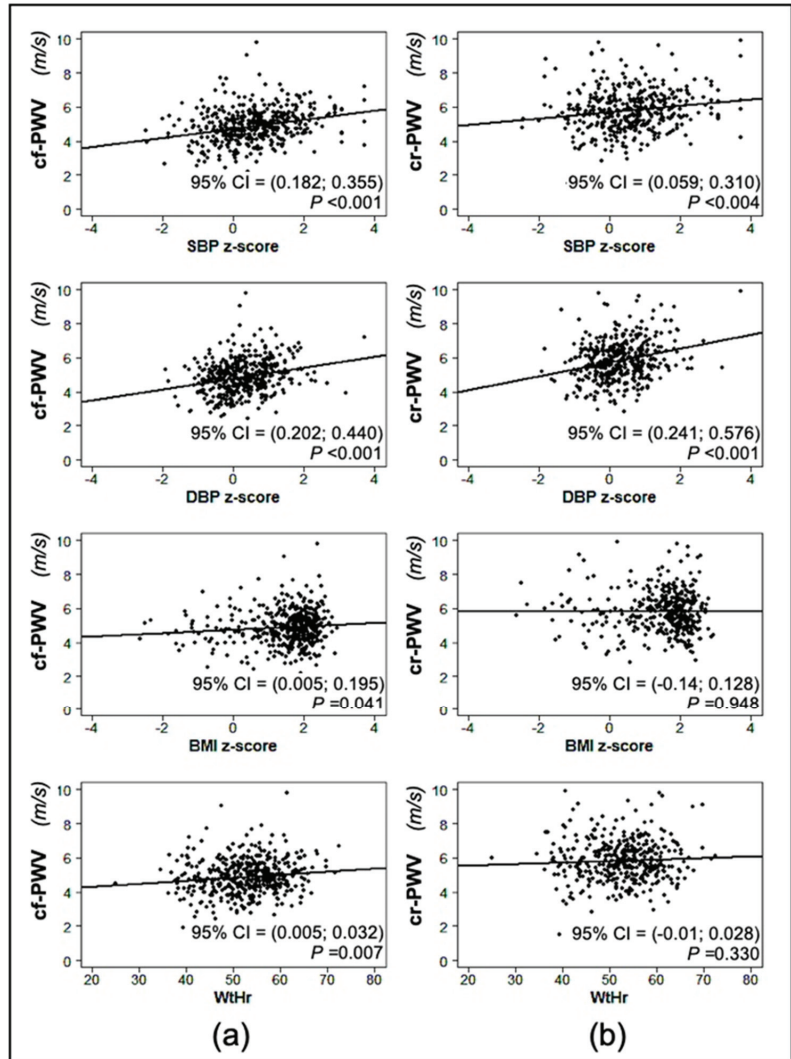 10
8
6
4
2
0
cf-PWV (m/s)
95% CI = (0.182; 0.355)
P <0.001
-4 -2 0 2 4
SBP z-score
10
8
6
4
2
0
cr-PWV (m/s)
95% CI = (0.059; 0.310)
P <0.004
-4 -2 0 2 4
SBP z-score
10
8
6
4
2
0
cf-PWV (m/s)
95% CI = (0.202; 0.440)
P <0.001
-4 -2 0 2 4
DBP z-score
10
8
6
4
2
0
cr-PWV (m/s)
95% CI = (0.241; 0.576)
P <0.001
-4 -2 0 2 4
DBP z-score
10
8
6
4
2
0
cf-PWV (m/s)
95% CI = (0.005; 0.195)
P =0.041
-4 -2 0 2 4
BMI z-score
10
8
6
4
2
0
cr-PWV (m/s)
95% CI = (-0.14; 0.128)
P =0.948
-4 -2 0 2 4
BMI z-score
10
8
6
4
2
0
cf-PWV (m/s)
95% CI = (0.005; 0.032)
P =0.007
20 30 40 50 60 70 80
WtHr
10
8
6
4
2
0
cr-PWV (m/s)
95% CI = (-0.01; 0.028)
P =0.330
20 30 40 50 60 70 80
WtHr
(a) (b)